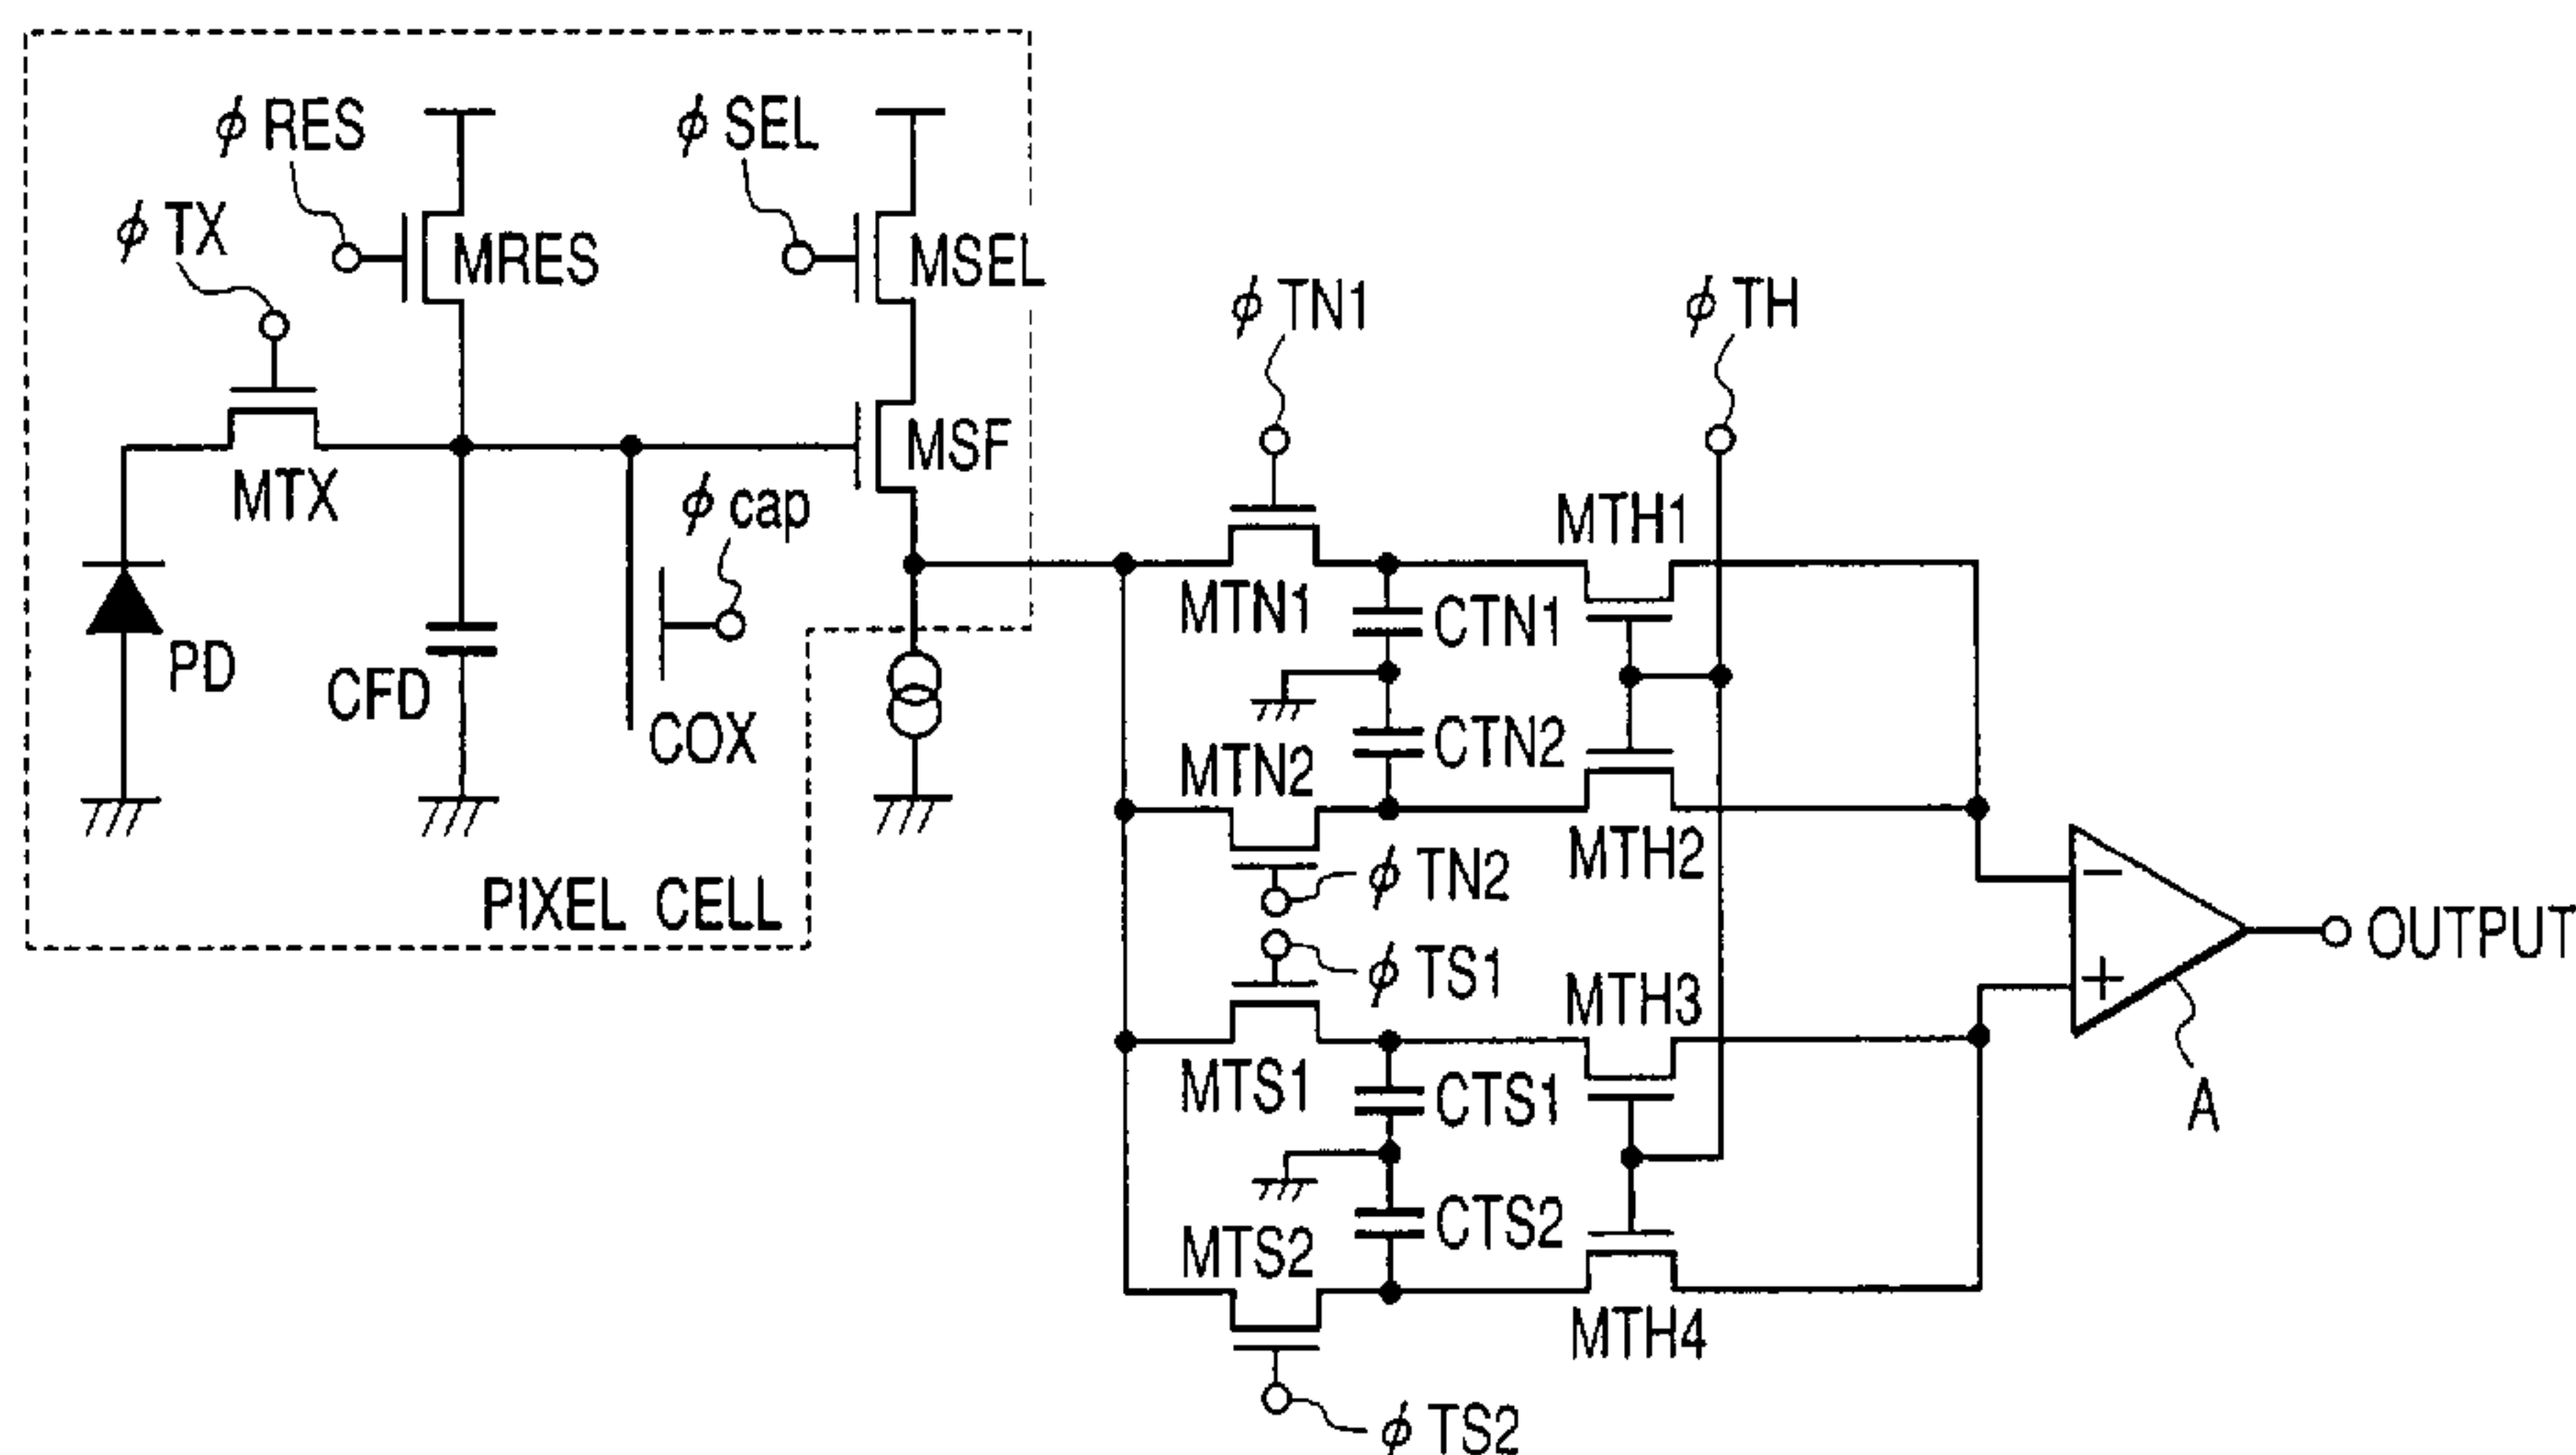 ϕ RES
ϕ SEL
ϕ TX
MRES
MSEL
ϕ TN1
ϕ TH
MSF
MTX
ϕ cap
MTH1
MTN1
CTN1
PD
CFD
COX
CTN2
MTN2
MTH2
ϕ TN2
PIXEL CELL
−
OUTPUT
ϕ TS1
+
MTH3
MTS1
CTS1
A
CTS2
MTS2
MTH4
ϕ TS2